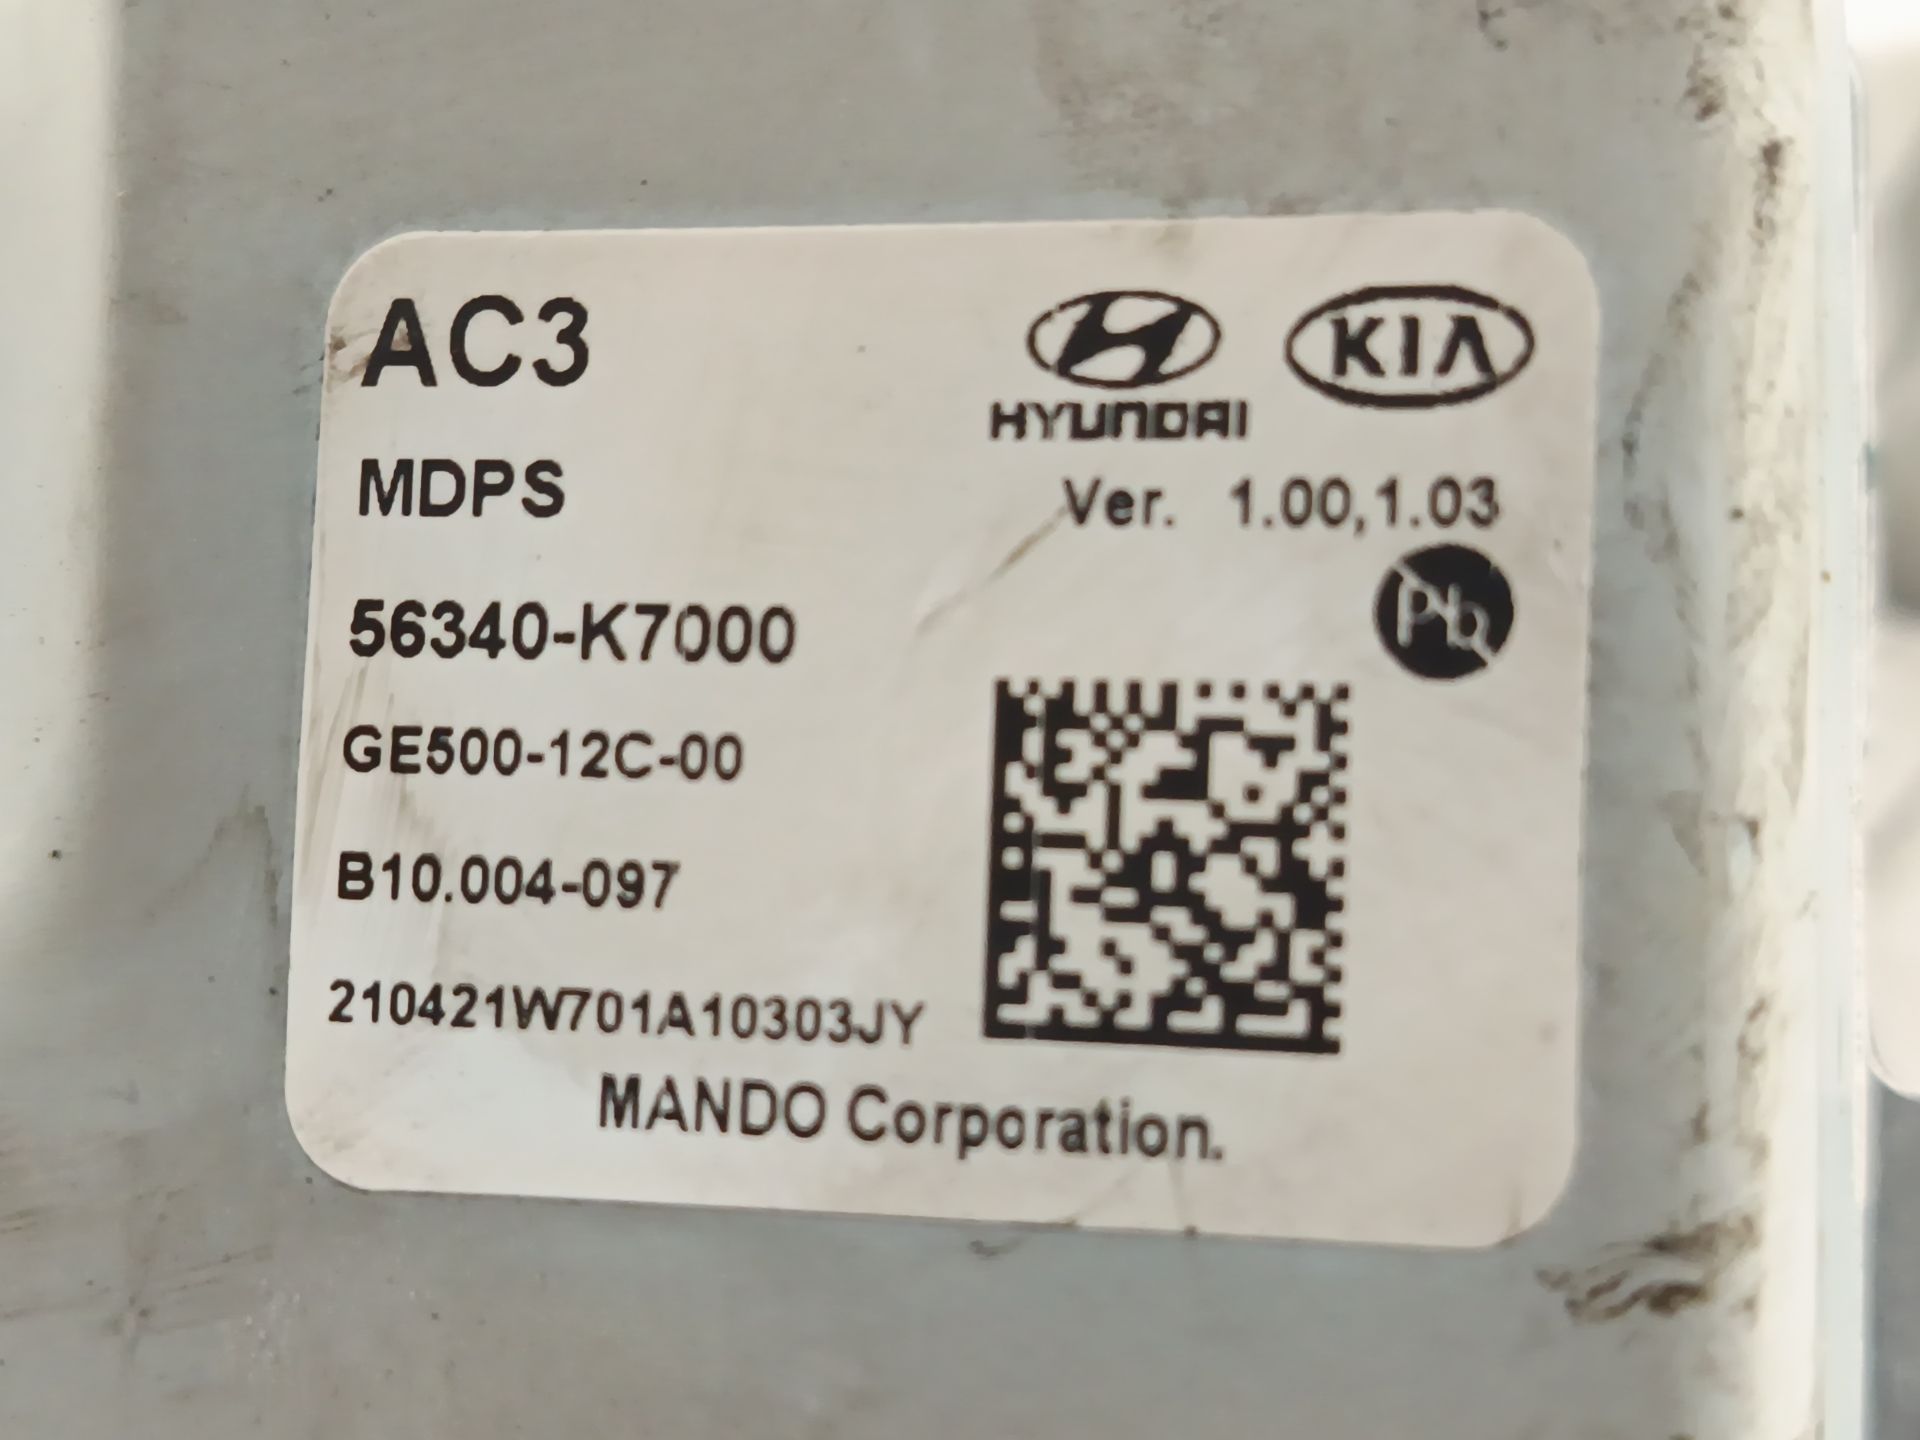 AC3
HYUNDAI
KIA
MDPS
Ver. 1.00,1.03
Pb
56340-K7000
GE500-12C-00
B10.004-097
210421W701A10303JY
MANDO Corporation.